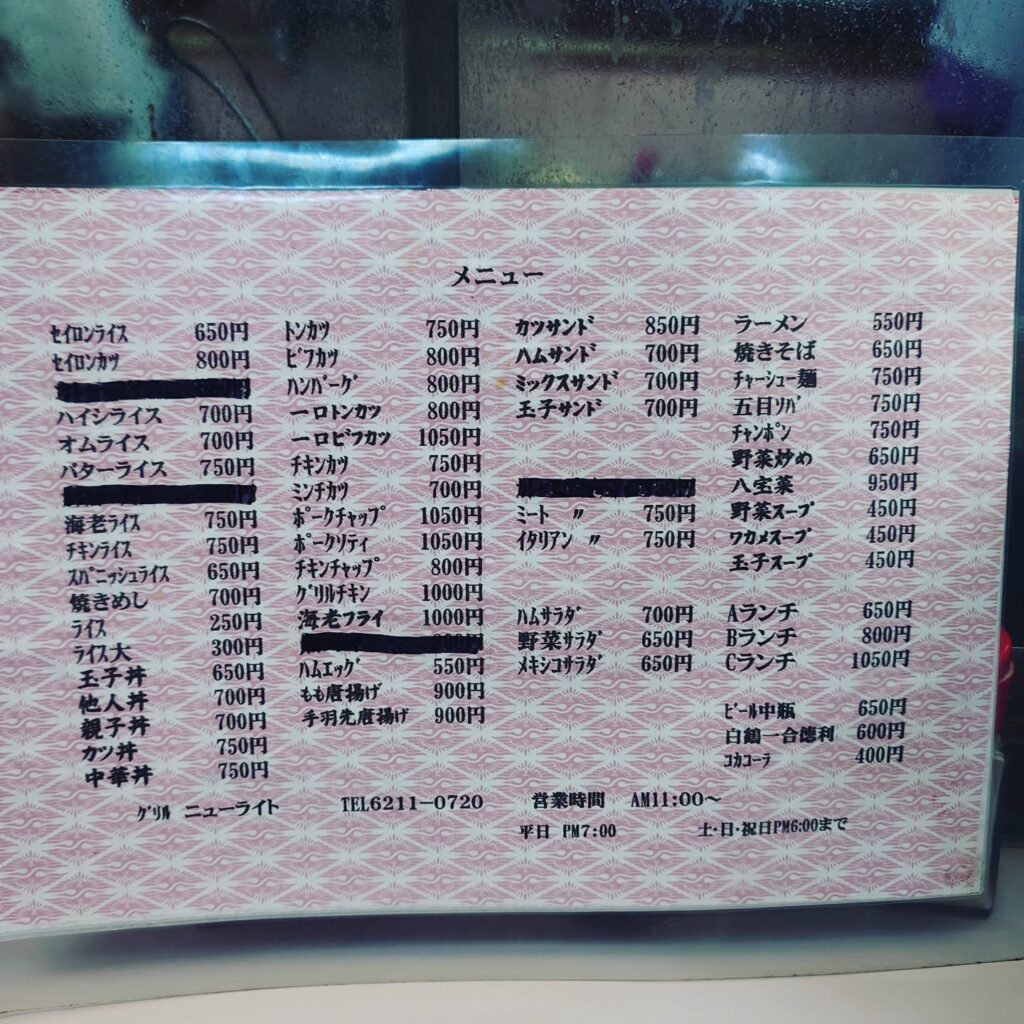 メニュー
セイロンライス 650円
セイロンカツ 800円
ハイシライス 700円
オムライス 700円
バターライス 750円
海老ライス 750円
チキンライス 750円
スパニッシュライス 650円
焼きめし 700円
ライス 250円
ライス大 300円
玉子丼 650円
他人丼 700円
親子丼 700円
カツ丼 750円
中華丼 750円
トンカツ 750円
ビフカツ 800円
ハンバーグ 800円
一口トンカツ 800円
一口ビフカツ 1050円
チキンカツ 750円
ミンチカツ 700円
ポークチャップ 1050円
ポークソティ 1050円
チキンチャップ 800円
グリルチキン 1000円
海老フライ 1000円
ハムエッグ 550円
もも唐揚げ 900円
手羽先唐揚げ 900円
カツサンド 850円
ハムサンド 700円
ミックスサンド 700円
玉子サンド 700円
ミート 〃 750円
イタリアン 〃 750円
ハムサラダ 700円
野菜サラダ 650円
メキシコサラダ 650円
ラーメン 550円
焼きそば 650円
チャーシュー麺 750円
五目ソバ 750円
チャンポン 750円
野菜炒め 650円
八宝菜 950円
野菜スープ 450円
ワカメスープ 450円
玉子スープ 450円
Aランチ 650円
Bランチ 800円
Cランチ 1050円
ビール中瓶 650円
白鶴一合徳利 600円
コカコーラ 400円
グリル ニューライト TEL6211-0720 営業時間 AM11:00〜
平日 PM7:00 土・日・祝日PM6:00まで